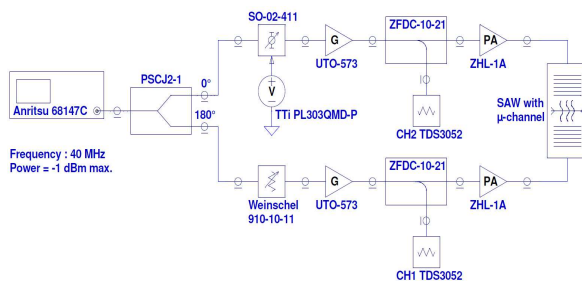 SO-02-411
ZFDC-10-21
G
PA
UTO-573
ZHL-1A
PSCJ2-1
0°
180°
V
TTi PL303QMD-P
CH2 TDS3052
Anritsu 68147C
SAW with
µ-channel
Frequency : 40 MHz
Power = -1 dBm max.
ZFDC-10-21
G
PA
Weinschel
910-10-11
UTO-573
ZHL-1A
CH1 TDS3052